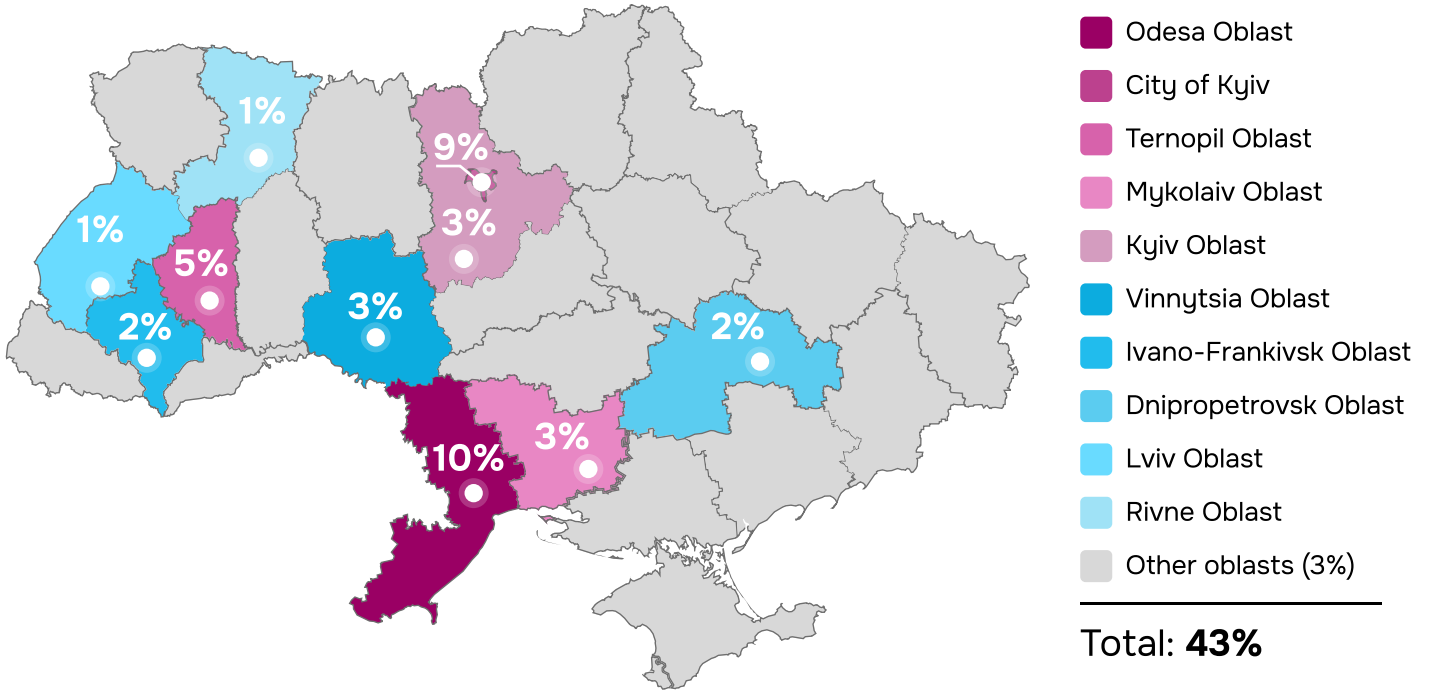 1%
9%
1%
3%
5%
3%
2%
2%
3%
10%
Odesa Oblast
City of Kyiv
Ternopil Oblast
Mykolaiv Oblast
Kyiv Oblast
Vinnytsia Oblast
Ivano-Frankivsk Oblast
Dnipropetrovsk Oblast
Lviv Oblast
Rivne Oblast
Other oblasts (3%)
Total: 43%